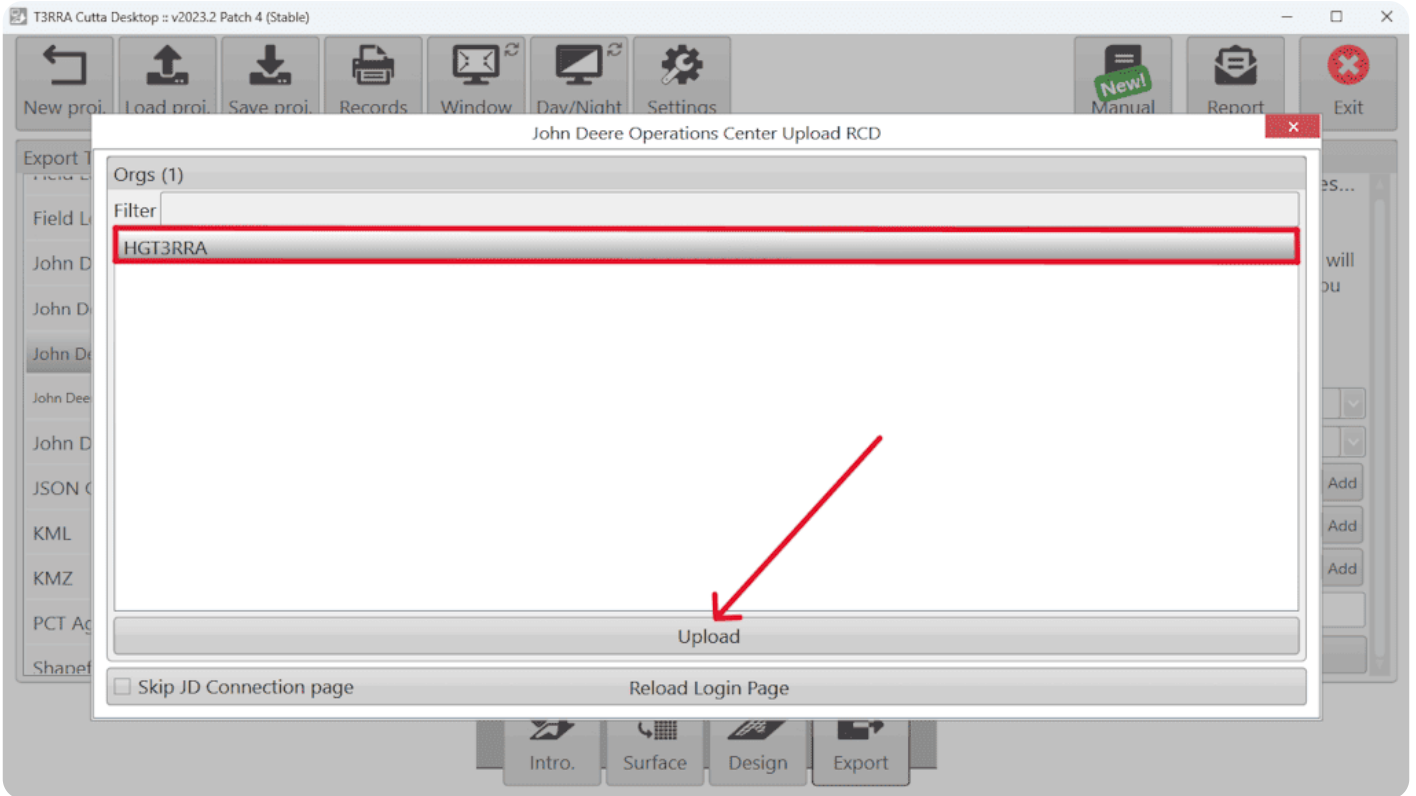 T3RRA Cutta Desktop :: v2023.2 Patch 4 (Stable)
New proj. Load proj. Save proj. Records Window Day/Night Settings New! Manual Report Exit
John Deere Operations Center Upload RCD
Export
Orgs (1)
es...
Field
Filter
HGT3RRA
John D
will
ou
John De
John De
John Dee
John D
JSON
Add
KML
Add
KMZ
Add
PCT Ag
Upload
Shapef
Skip JD Connection page
Reload Login Page
Intro. Surface Design Export